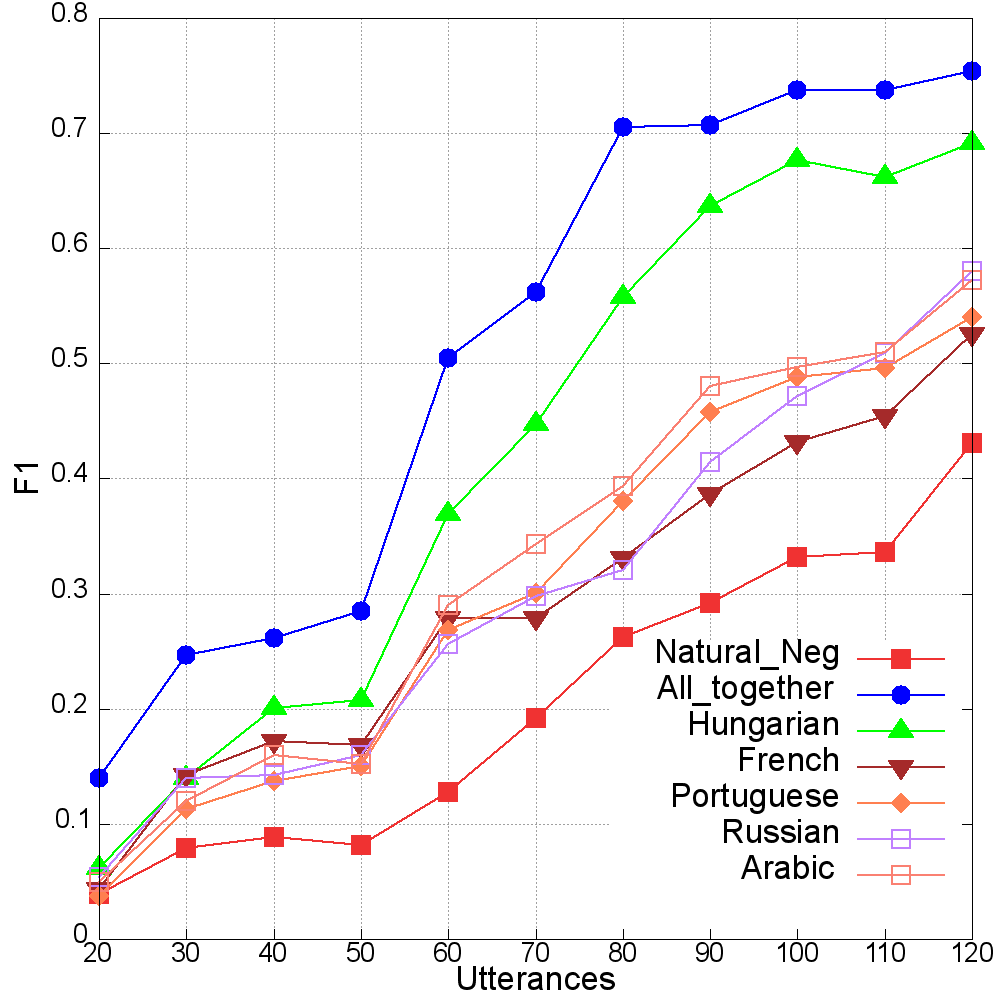 0.8
0.7
0.6
0.5
0.4
0.3
0.2
0.1
0
F1
Natural_Neg
All_together
Hungarian
French
Portuguese
Russian
Arabic
20 30 40 50 60 70 80 90 100 110 120
Utterances